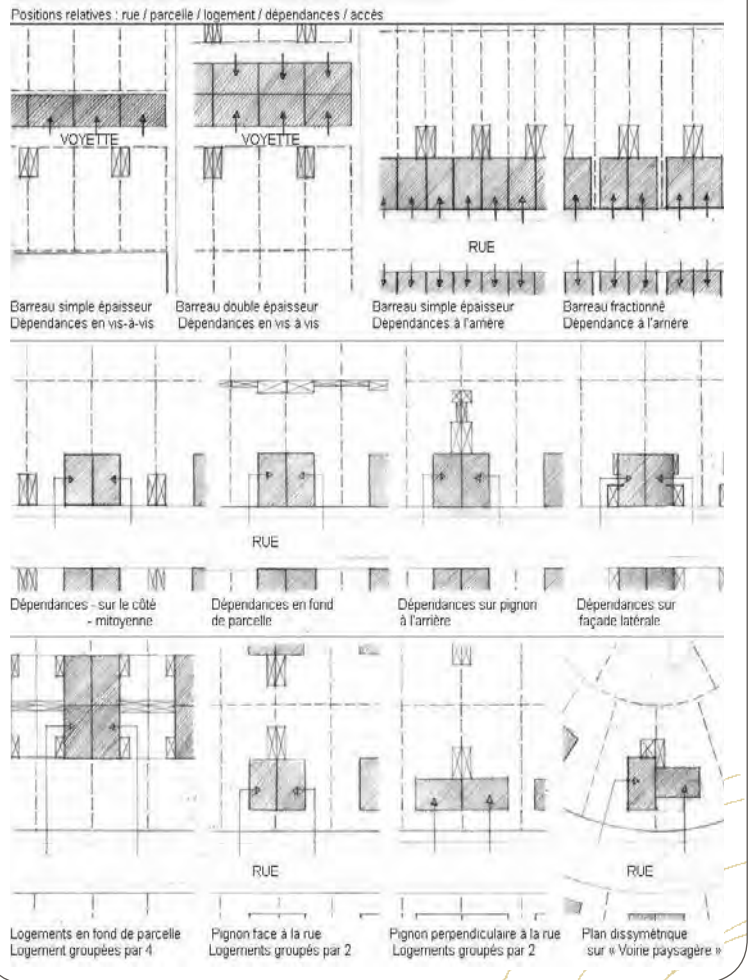 Positions relatives : rue / parcelle / logement / dépendances / accès
VOYETTE
VOYETTE
RUE
Barreau simple épaisseur
Dépendances en vis-à-vis
Barreau double épaisseur
Dépendances en vis à vis
Barreau simple épaisseur
Dépendances à l'arrière
Barreau fractionné
Dépendance à l'arrière
RUE
Dépendances - sur le côté
- mitoyenne
Dépendances en fond
de parcelle
Dépendances sur pignon
à l'arrière
Dépendances sur
façade latérale
RUE
RUE
Logements en fond de parcelle
Logement groupées par 4
Pignon face à la rue
Logements groupés par 2
Pignon perpendiculaire à la rue
Logements groupés par 2
Plan dissymétrique
sur « Voirie paysagère »